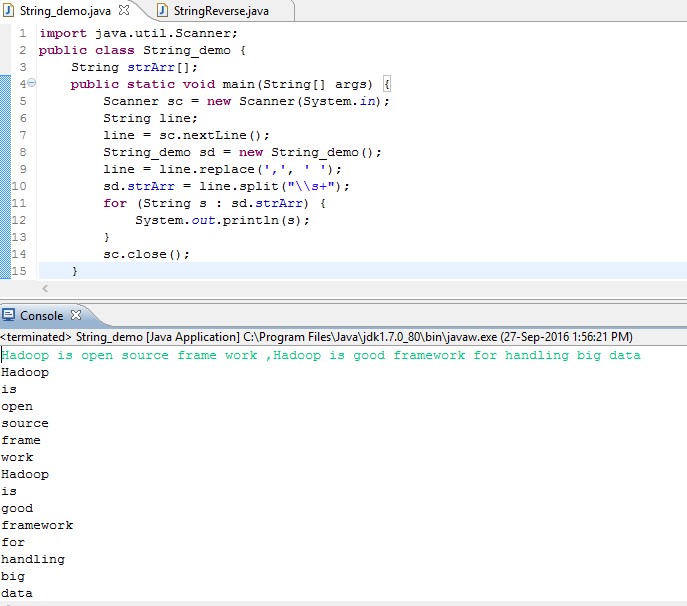 String_demo.java StringReverse.java
1 import java.util.Scanner;
2 public class String_demo {
3     String strArr[];
4     public static void main(String[] args) {
5         Scanner sc = new Scanner(System.in);
6         String line;
7         line = sc.nextLine();
8         String_demo sd = new String_demo();
9         line = line.replace(',', ' ');
10         sd.strArr = line.split("\\s+");
11         for (String s : sd.strArr) {
12             System.out.println(s);
13         }
14         sc.close();
15     }
Console
<terminated> String_demo [Java Application] C:\Program Files\Java\jdk1.7.0_80\bin\javaw.exe (27-Sep-2016 1:56:21 PM)
Hadoop is open source frame work ,Hadoop is good framework for handling big data
Hadoop
is
open
source
frame
work
Hadoop
is
good
framework
for
handling
big
data